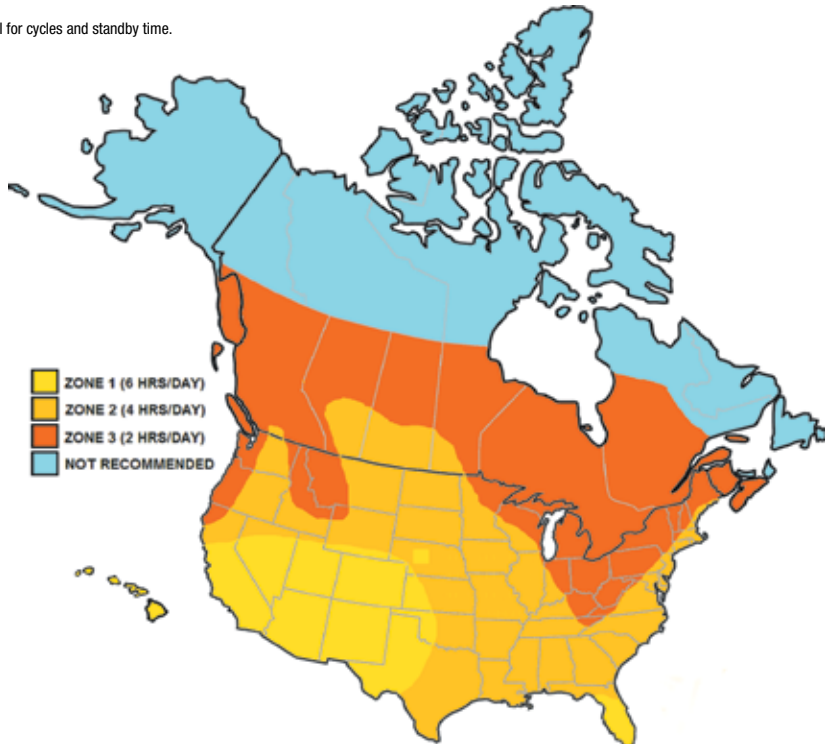 for cycles and standby time.
ZONE 1 (6 HRS/DAY)
ZONE 2 (4 HRS/DAY)
ZONE 3 (2 HRS/DAY)
NOT RECOMMENDED